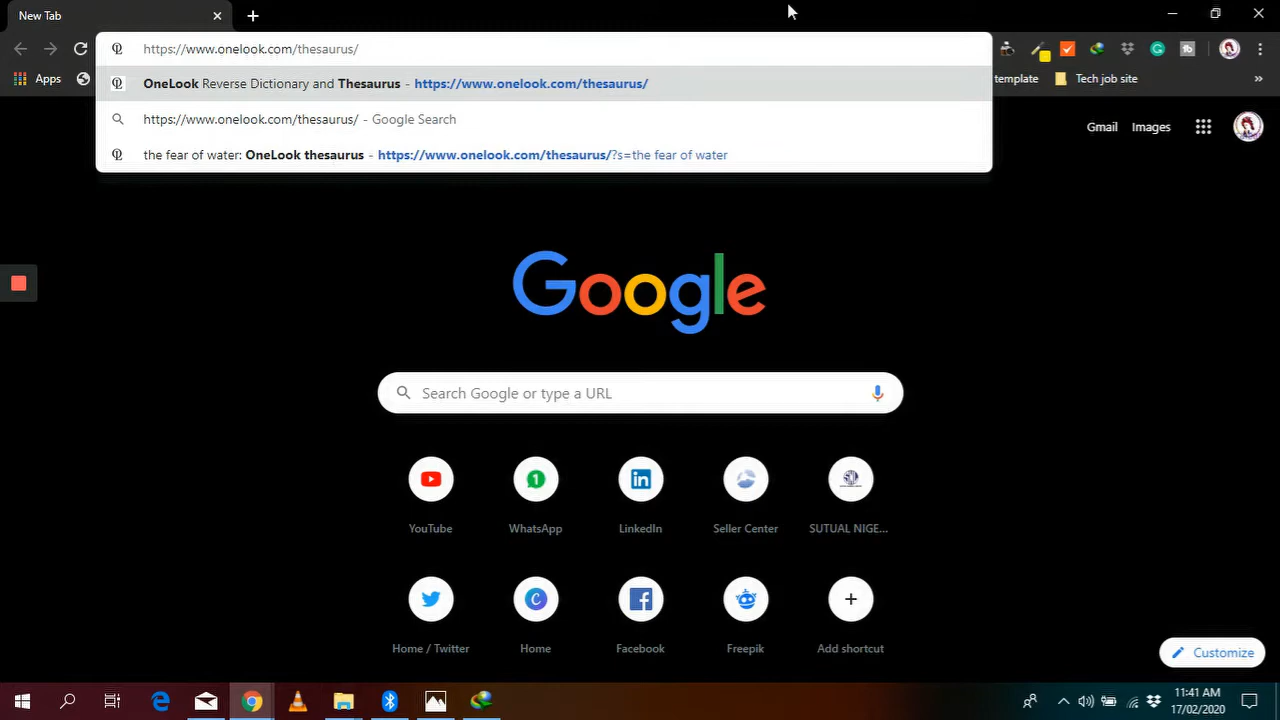 New Tab
https://www.onelook.com/thesaurus/
OneLook Reverse Dictionary and Thesaurus - https://www.onelook.com/thesaurus/
https://www.onelook.com/thesaurus/ - Google Search
the fear of water: OneLook thesaurus - https://www.onelook.com/thesaurus/?s=the fear of water
Apps
template
Tech job site
»
Gmail
Images
Google
Search Google or type a URL
YouTube
WhatsApp
LinkedIn
Seller Center
SUTUAL NIGE...
Home / Twitter
Home
Facebook
Freepik
Add shortcut
Customize
11:41 AM
17/02/2020